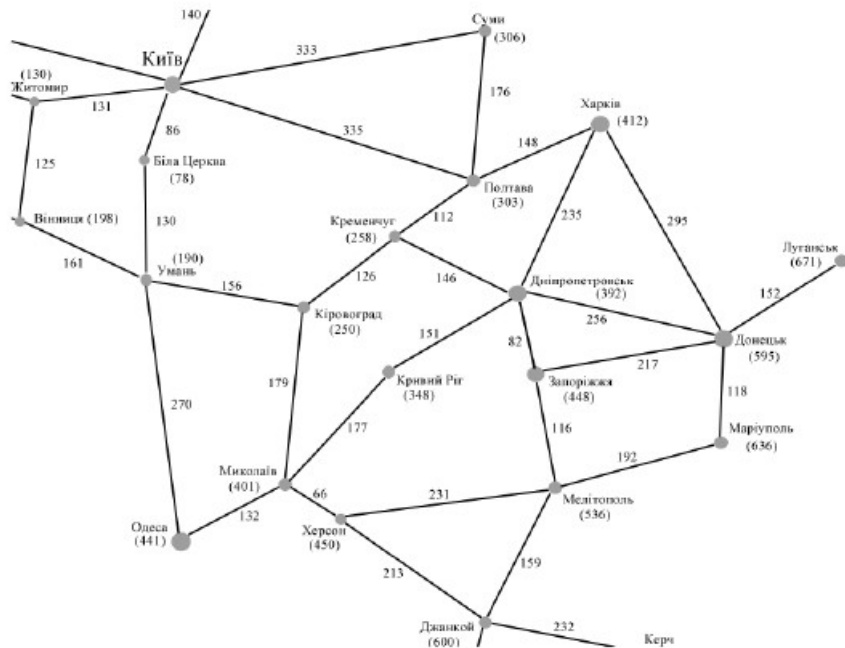 140
Суми
(306)
333
Київ
(130)
Житомир
131
176
Харків
(412)
86
335
148
125
Біла Церква
(78)
Полтава
(303)
112
235
295
Вінниця (198)
130
Кременчуг
(258)
Луганськ
(671)
161
(190)
Умань
126
146
Дніпропетровськ
(392)
152
156
Кіровоград
(250)
256
151
82
Донецьк
(595)
217
Кривий Ріг
(348)
Запоріжжя
(448)
118
179
270
116
Маріуполь
(636)
177
192
Миколаїв
(401)
66
231
Мелітополь
(536)
Одеса
(441)
132
Херсон
(450)
159
213
Джанкой
(600)
232
Керч